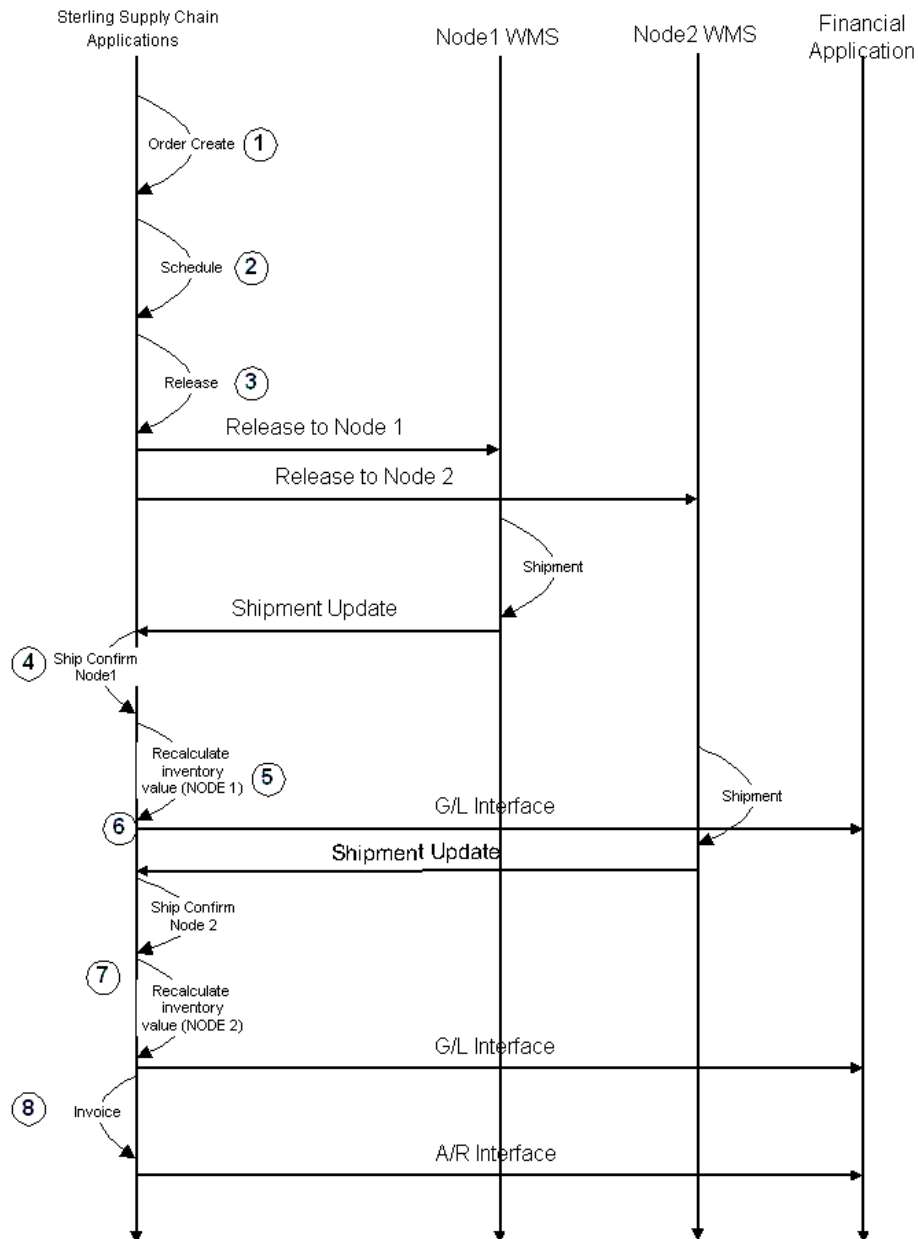 Sterling Supply Chain
Applications
Node1 WMS
Node2 WMS
Financial
Application
Order Create
1
Schedule
2
Release
3
Release to Node 1
Release to Node 2
Shipment
Shipment Update
4
Ship Confirm
Node1
Recalculate
inventory
value (NODE 1)
5
Shipment
6
G/L Interface
Shipment Update
Ship Confirm
Node 2
7
Recalculate
inventory
value (NODE 2)
G/L Interface
8
Invoice
A/R Interface